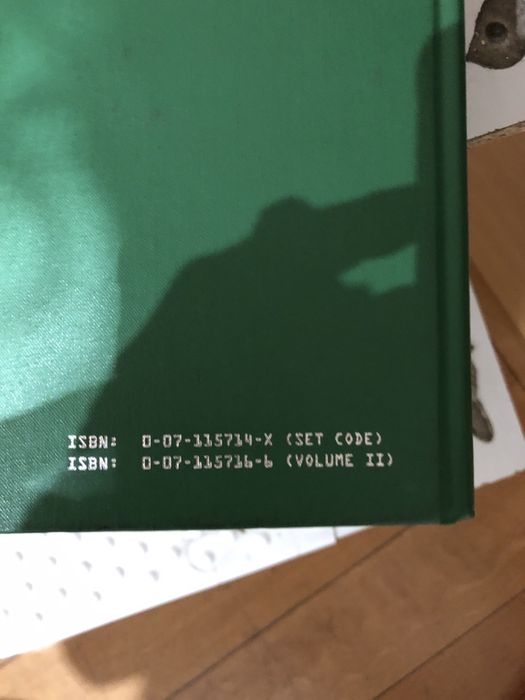 ISBN: 0-07-115714-X (SET CODE)
ISBN: 0-07-115716-6 (VOLUME II)